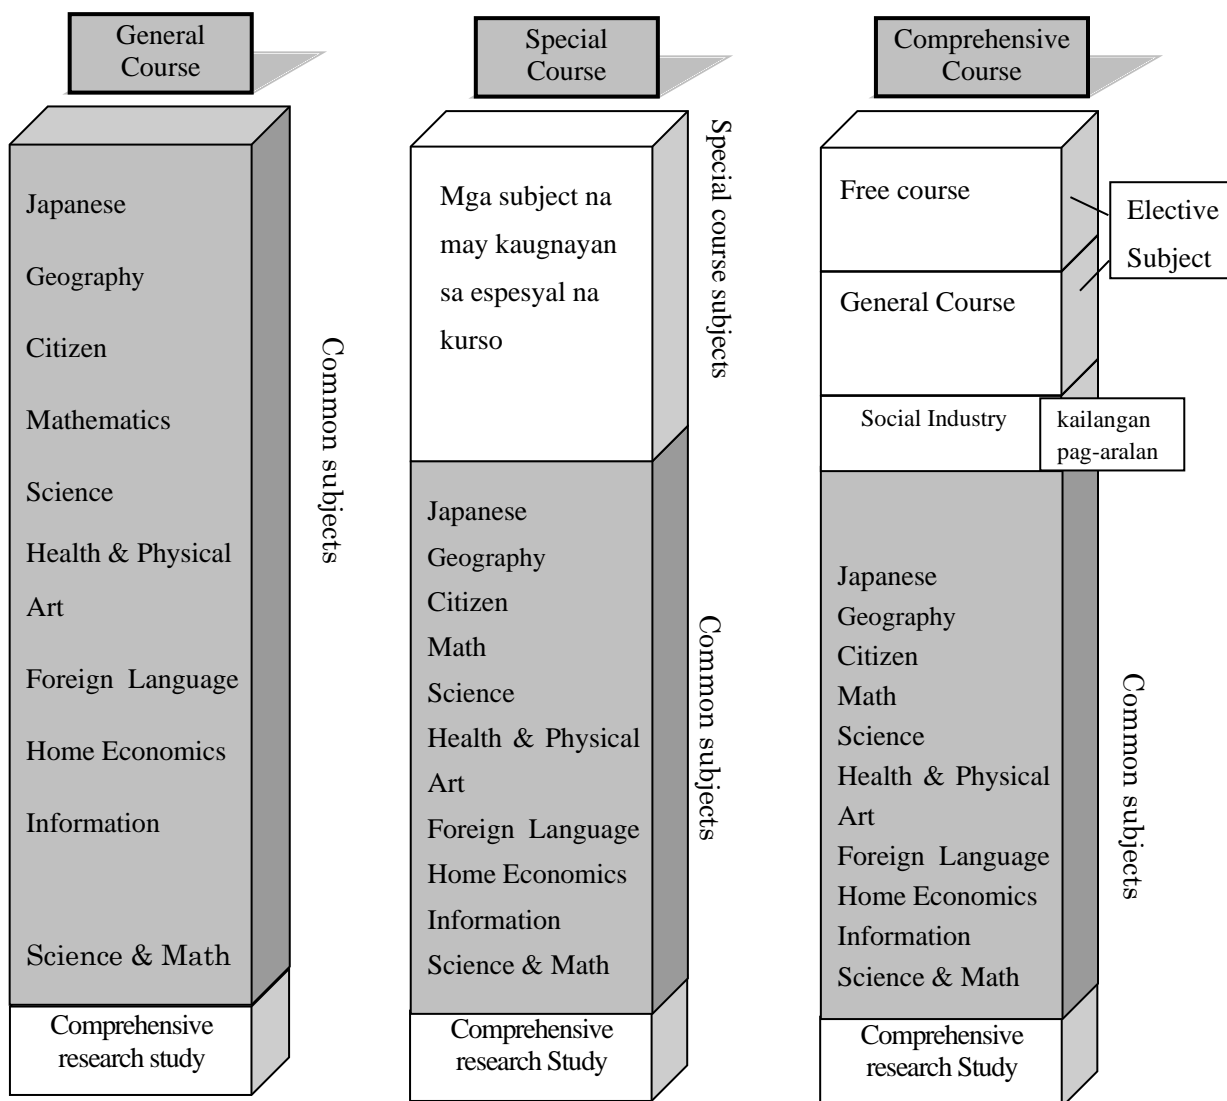 General
Course
Japanese
Geography
Citizen
Mathematics
Science
Health & Physical
Art
Foreign Language
Home Economics
Information
Science & Math
Comprehensive
research study
Common subjects
Special
Course
Mga subject na
may kaugnayan
sa espesyal na
kurso
Special course subjects
Japanese
Geography
Citizen
Math
Science
Health & Physical
Art
Foreign Language
Home Economics
Information
Science & Math
Comprehensive
research Study
Common subjects
Comprehensive
Course
Free course
General Course
Elective
Subject
Social Industry
kailangan
pag-aralan
Japanese
Geography
Citizen
Math
Science
Health & Physical
Art
Foreign Language
Home Economics
Information
Science & Math
Comprehensive
research Study
Common subjects